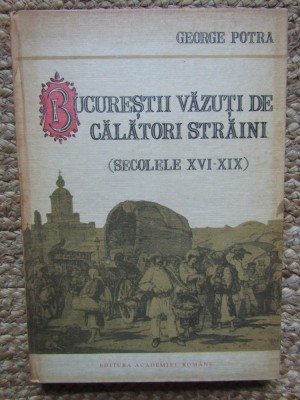 GEORGE POTRA
BUCUREȘTII VĂZUȚI DE
CĂLĂTORI STRĂINI
(SECOLELE XVI-XIX)
EDITURA ACADEMIEI ROMÂNE